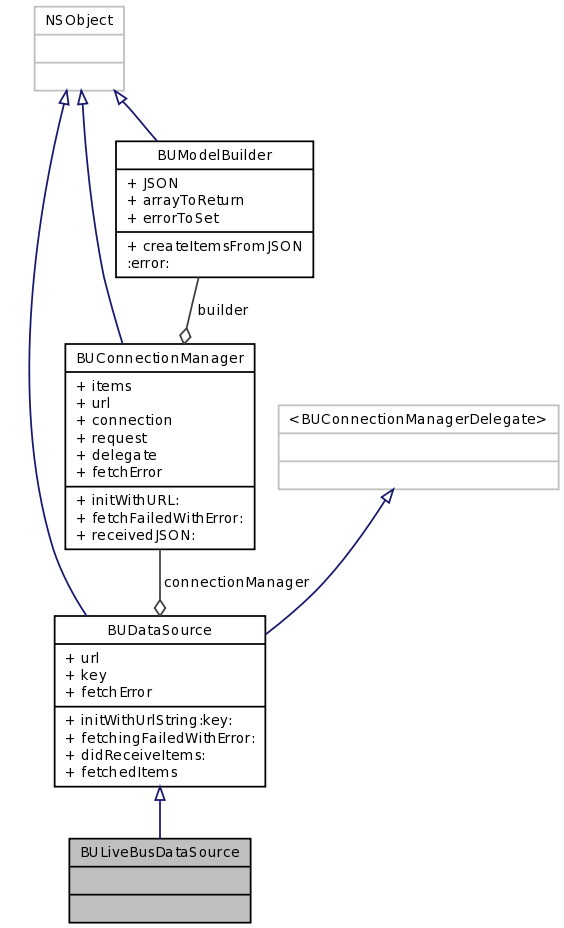 NSObject
BUModelBuilder
+ JSON
+ arrayToReturn
+ errorToSet
+ createItemsFromJSON
:error:
builder
BUConnectionManager
+ items
+ url
+ connection
+ request
+ delegate
+ fetchError
+ initWithURL:
+ fetchFailedWithError:
+ receivedJSON:
<BUConnectionManagerDelegate>
connectionManager
BUDataSource
+ url
+ key
+ fetchError
+ initWithUrlString:key:
+ fetchingFailedWithError:
+ didReceiveItems:
+ fetchedItems
BULiveBusDataSource